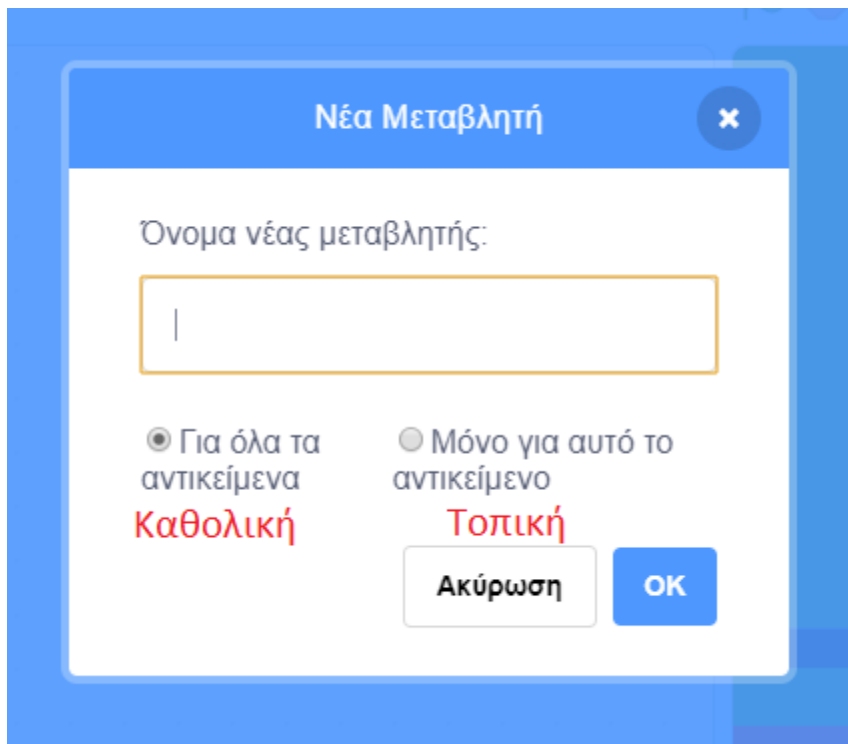 Νέα Μεταβλητή
Όνομα νέας μεταβλητής:
Για όλα τα αντικείμενα
Μόνο για αυτό το αντικείμενο
Καθολική
Τοπική
Ακύρωση
OK